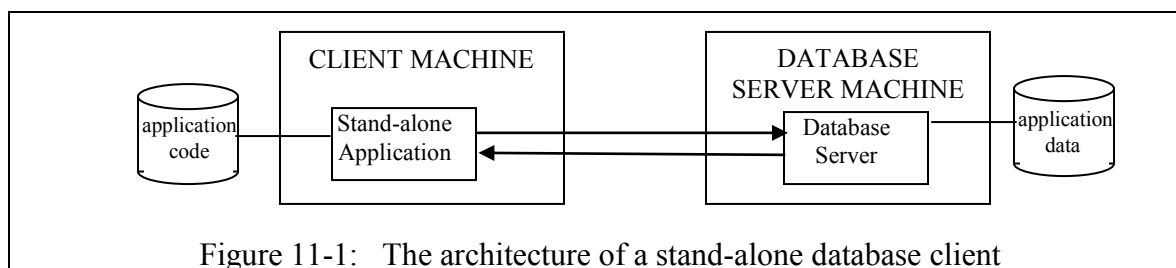 CLIENT MACHINE
DATABASE
SERVER MACHINE
application
code
Stand-alone
Application
Database
Server
application
data
Figure 11-1: The architecture of a stand-alone database client